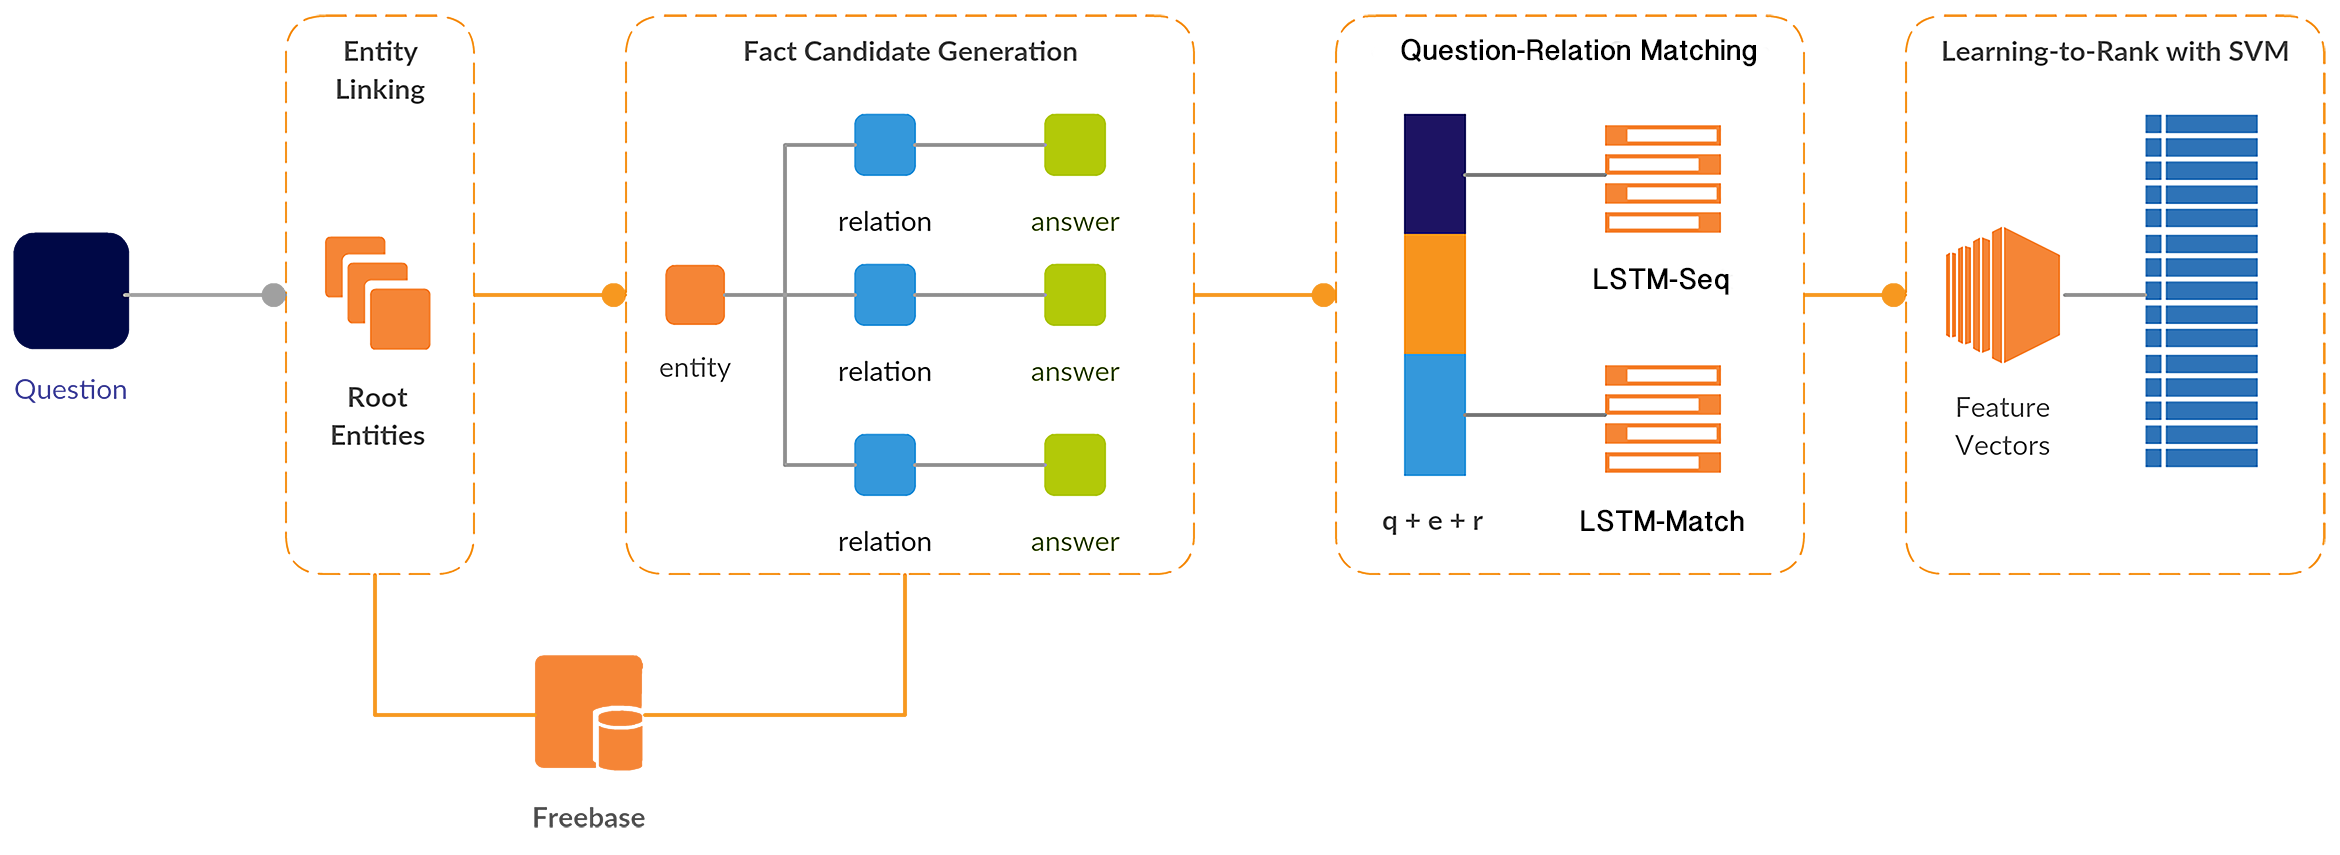 Question
Entity
Linking
Root
Entities
Fact Candidate Generation
entity
relation
answer
relation
answer
relation
answer
Freebase
Question-Relation Matching
LSTM-Seq
q + e + r
LSTM-Match
Learning-to-Rank with SVM
Feature
Vectors